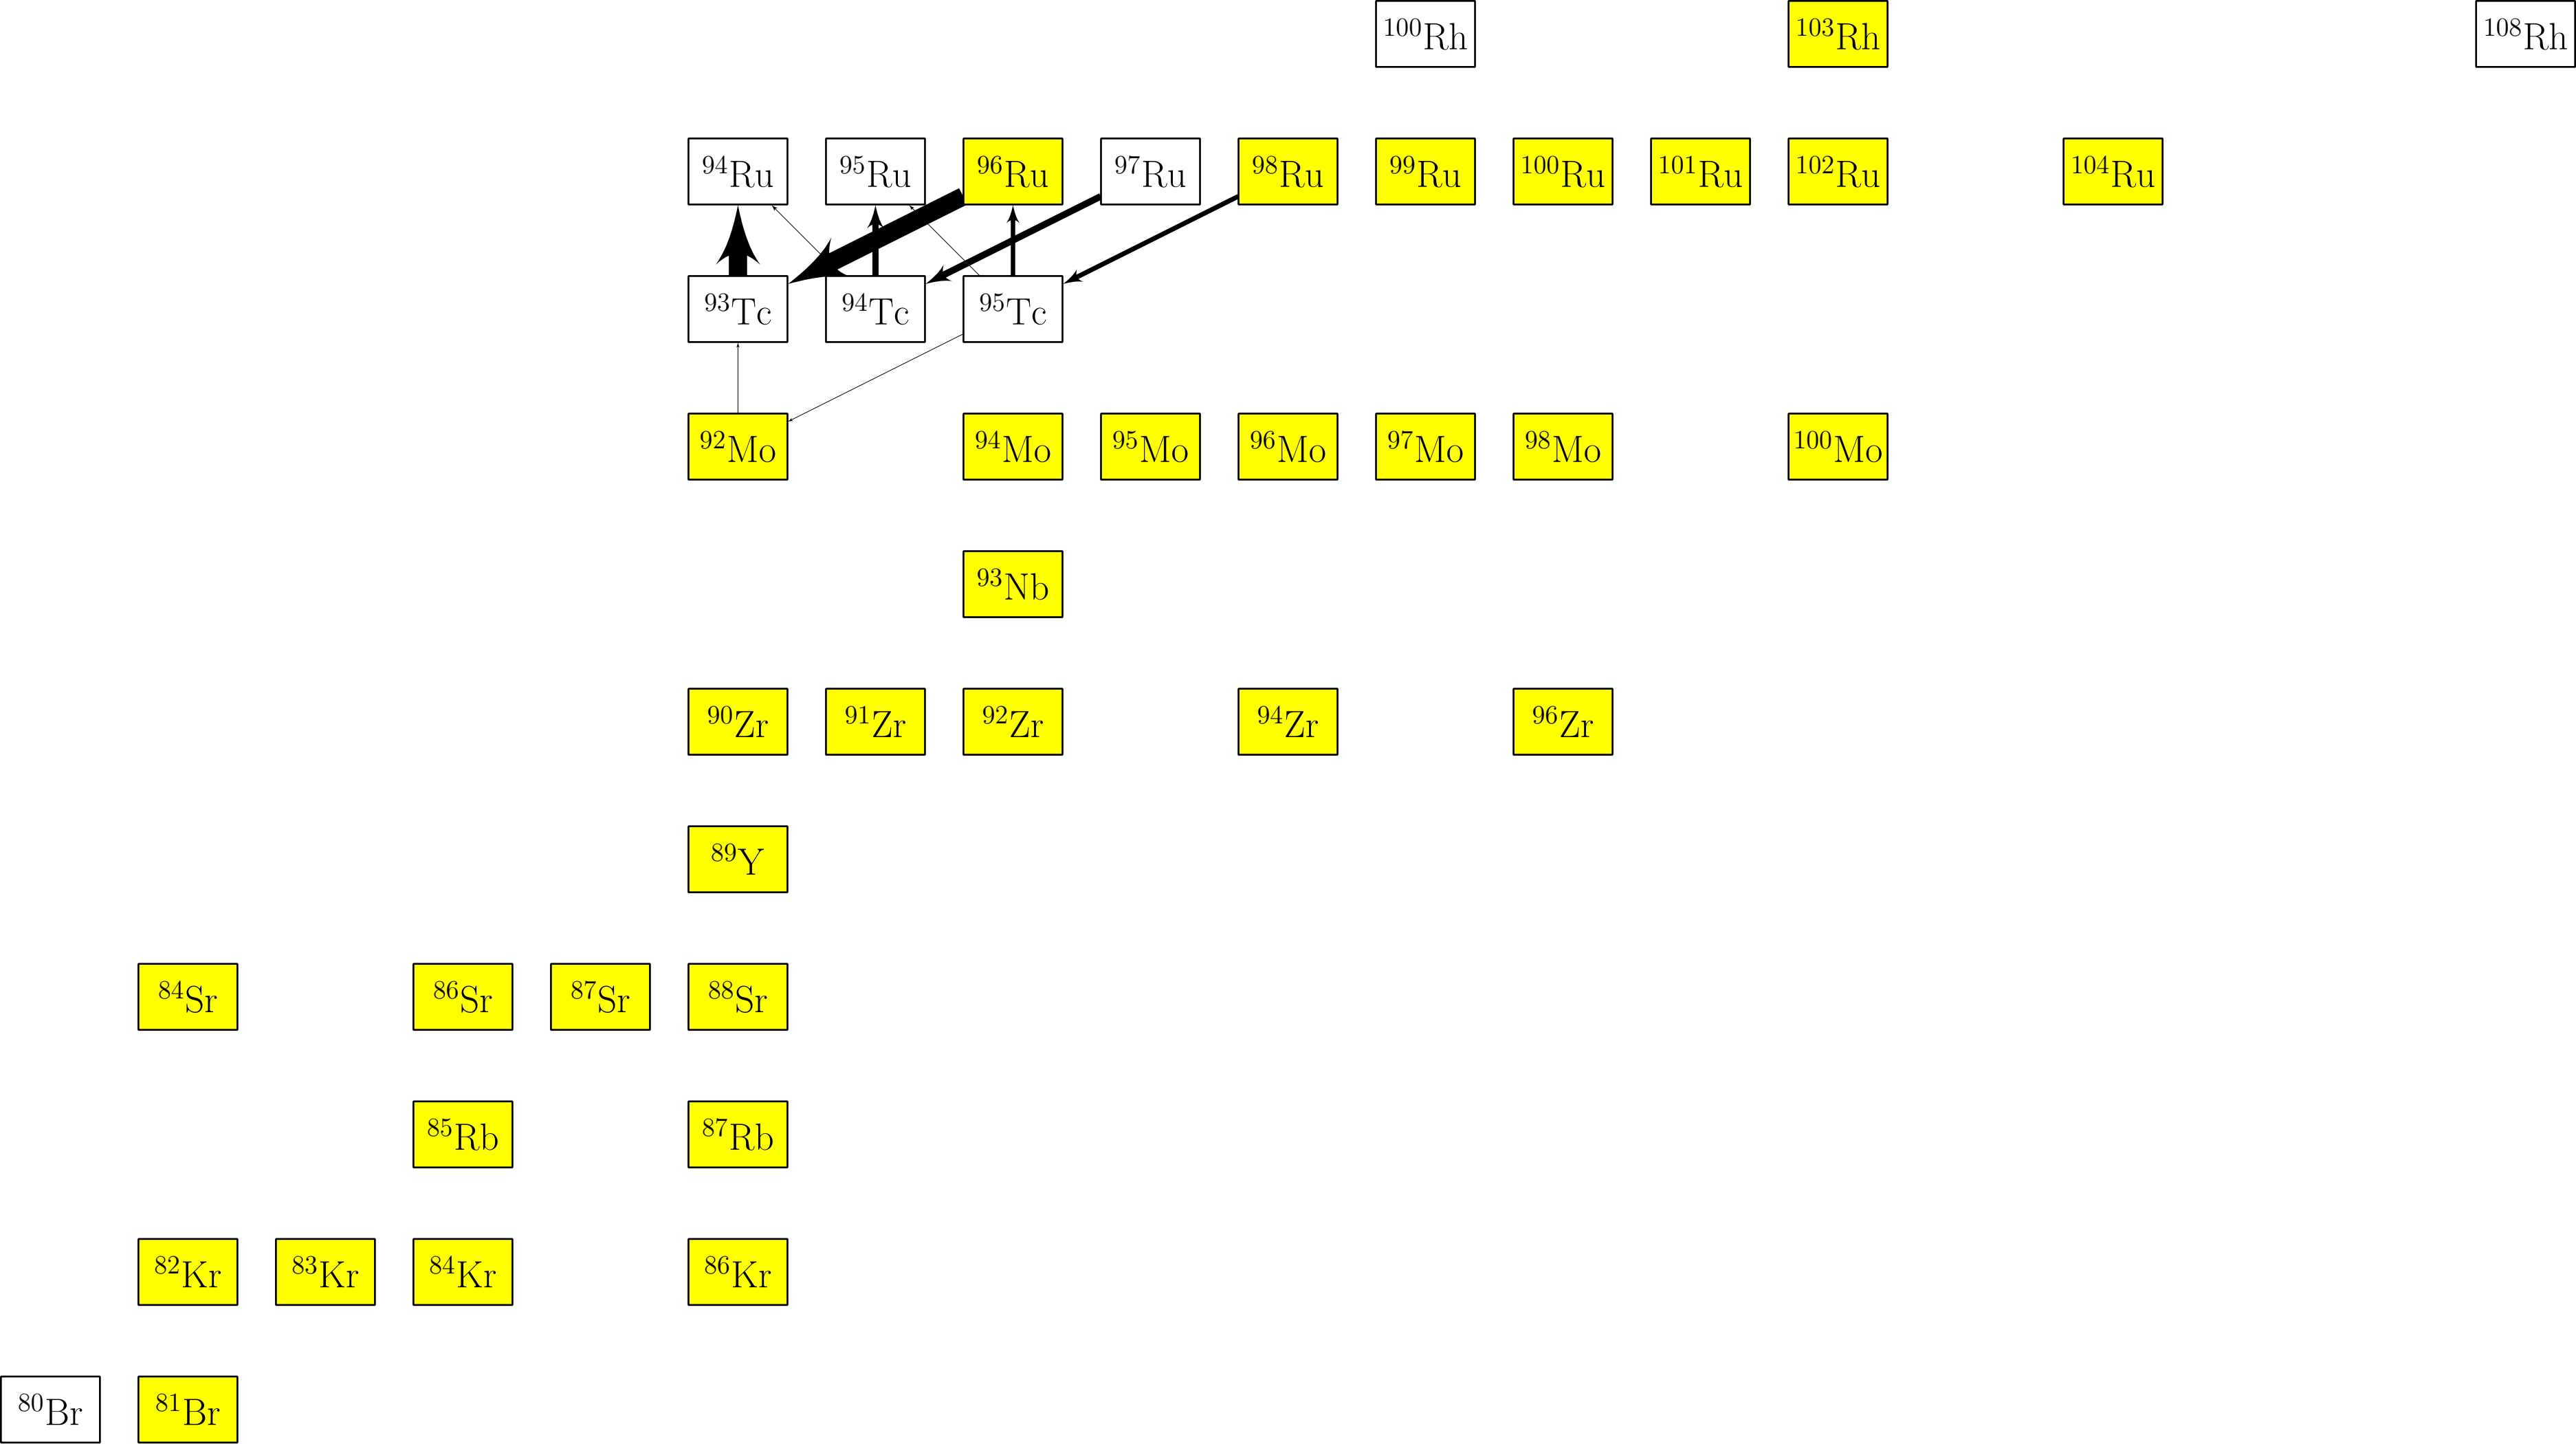 ¹⁰⁰Rh ¹⁰³Rh ¹⁰⁸Rh
⁹⁴Ru ⁹⁵Ru ⁹⁶Ru ⁹⁷Ru ⁹⁸Ru ⁹⁹Ru ¹⁰⁰Ru ¹⁰¹Ru ¹⁰²Ru ¹⁰⁴Ru
⁹³Tc ⁹⁴Tc ⁹⁵Tc
⁹²Mo ⁹⁴Mo ⁹⁵Mo ⁹⁶Mo ⁹⁷Mo ⁹⁸Mo ¹⁰⁰Mo
⁹³Nb
⁹⁰Zr ⁹¹Zr ⁹²Zr ⁹⁴Zr ⁹⁶Zr
⁸⁹Y
⁸⁴Sr ⁸⁶Sr ⁸⁷Sr ⁸⁸Sr
⁸⁵Rb ⁸⁷Rb
⁸²Kr ⁸³Kr ⁸⁴Kr ⁸⁶Kr
⁸⁰Br ⁸¹Br